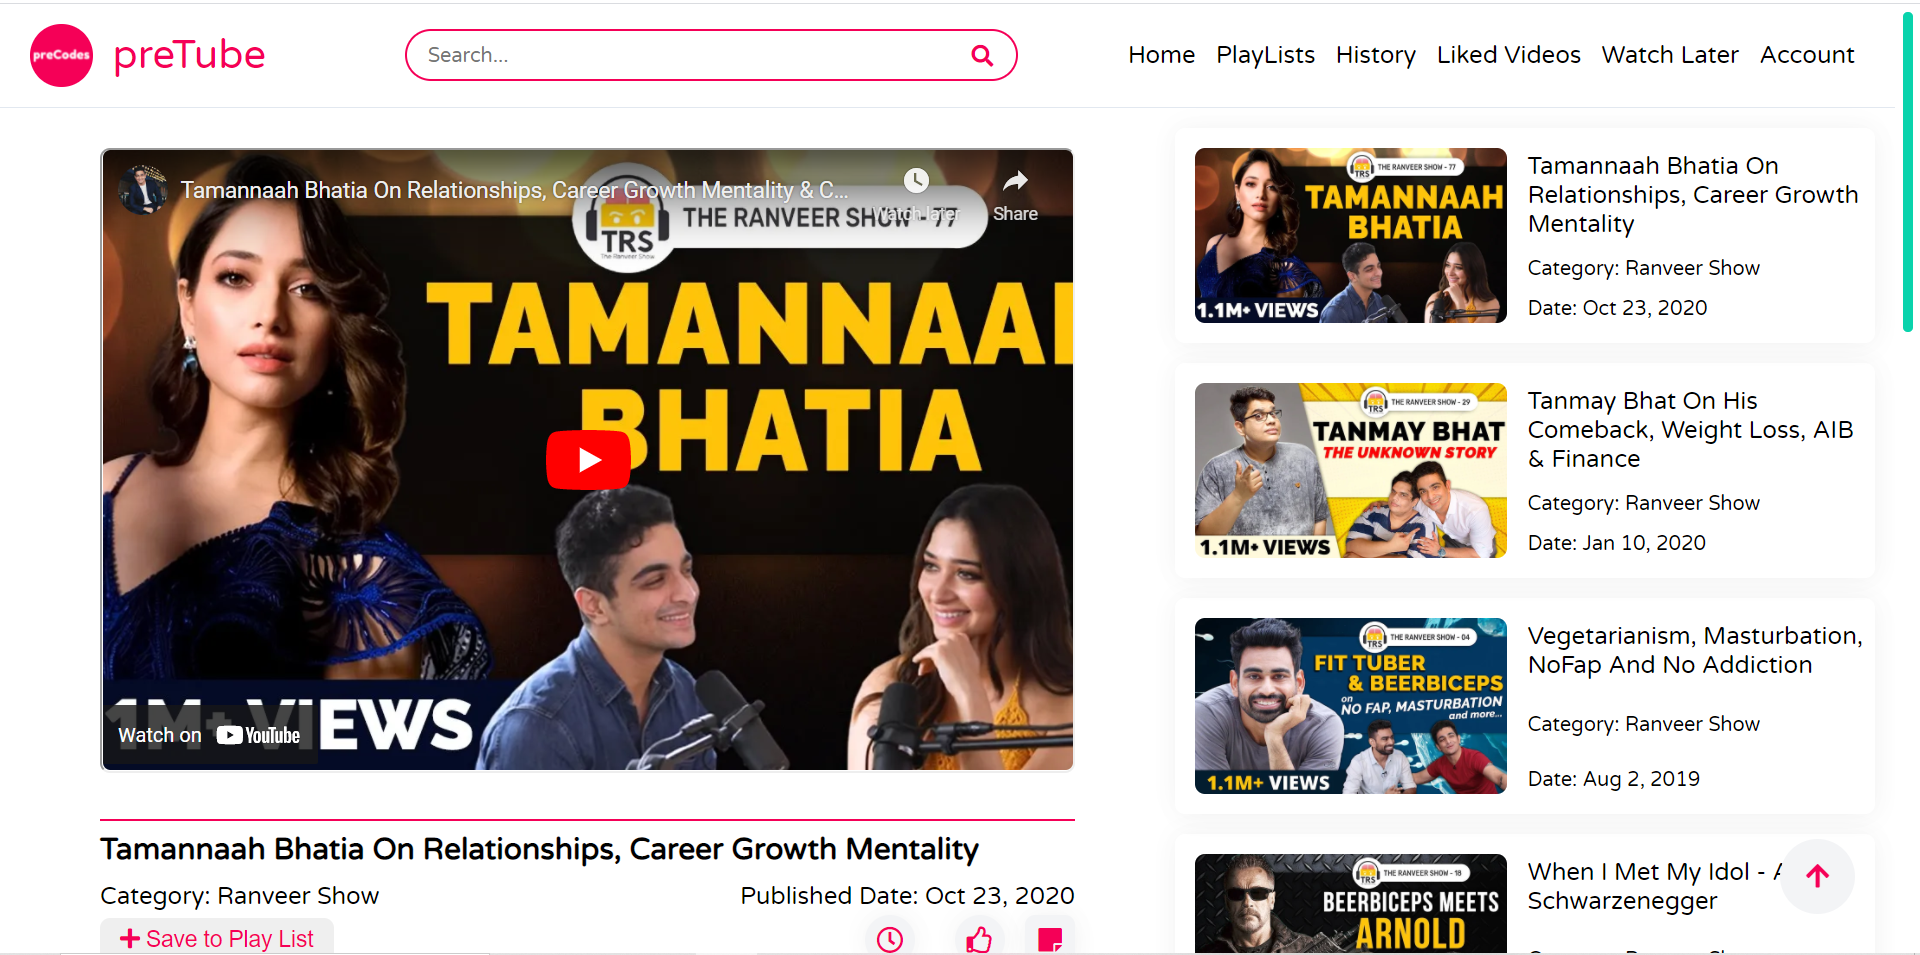 preCodes
preTube
Search...
Home PlayLists History Liked Videos Watch Later Account
Tamannaah Bhatia On Relationships, Career Growth Mentality & C...
Watch later
Share
TRS
The Ranveer Show
THE RANVEER SHOW - 77
TAMANNAAH
BHATIA
1M+ VIEWS
Watch on YouTube
Tamannaah Bhatia On Relationships, Career Growth Mentality
Category: Ranveer Show
Published Date: Oct 23, 2020
Save to Play List
TRS
THE RANVEER SHOW - 77
TAMANNAAH
BHATIA
1.1M+ VIEWS
Tamannaah Bhatia On
Relationships, Career Growth
Mentality
Category: Ranveer Show
Date: Oct 23, 2020
TRS
THE RANVEER SHOW - 29
TANMAY BHAT
THE UNKNOWN STORY
1.1M+ VIEWS
Tanmay Bhat On His
Comeback, Weight Loss, AIB
& Finance
Category: Ranveer Show
Date: Jan 10, 2020
TRS
THE RANVEER SHOW - 04
FIT TUBER
& BEERBICEPS
on
NO FAP, MASTURBATION
and more...
1.1M+ VIEWS
Vegetarianism, Masturbation,
NoFap And No Addiction
Category: Ranveer Show
Date: Aug 2, 2019
TRS
THE RANVEER SHOW - 18
BEERBICEPS MEETS
ARNOLD
When I Met My Idol - A
Schwarzenegger